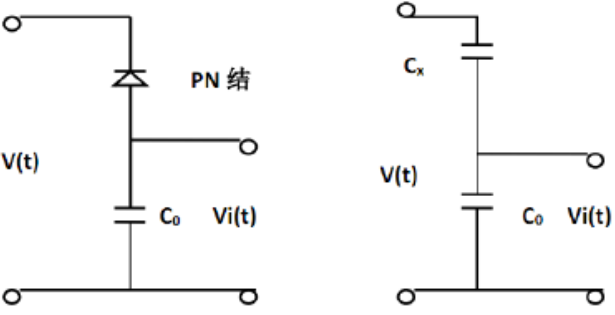 PN 结
V(t)
C₀ Vi(t)
Cₓ
V(t)
C₀ Vi(t)